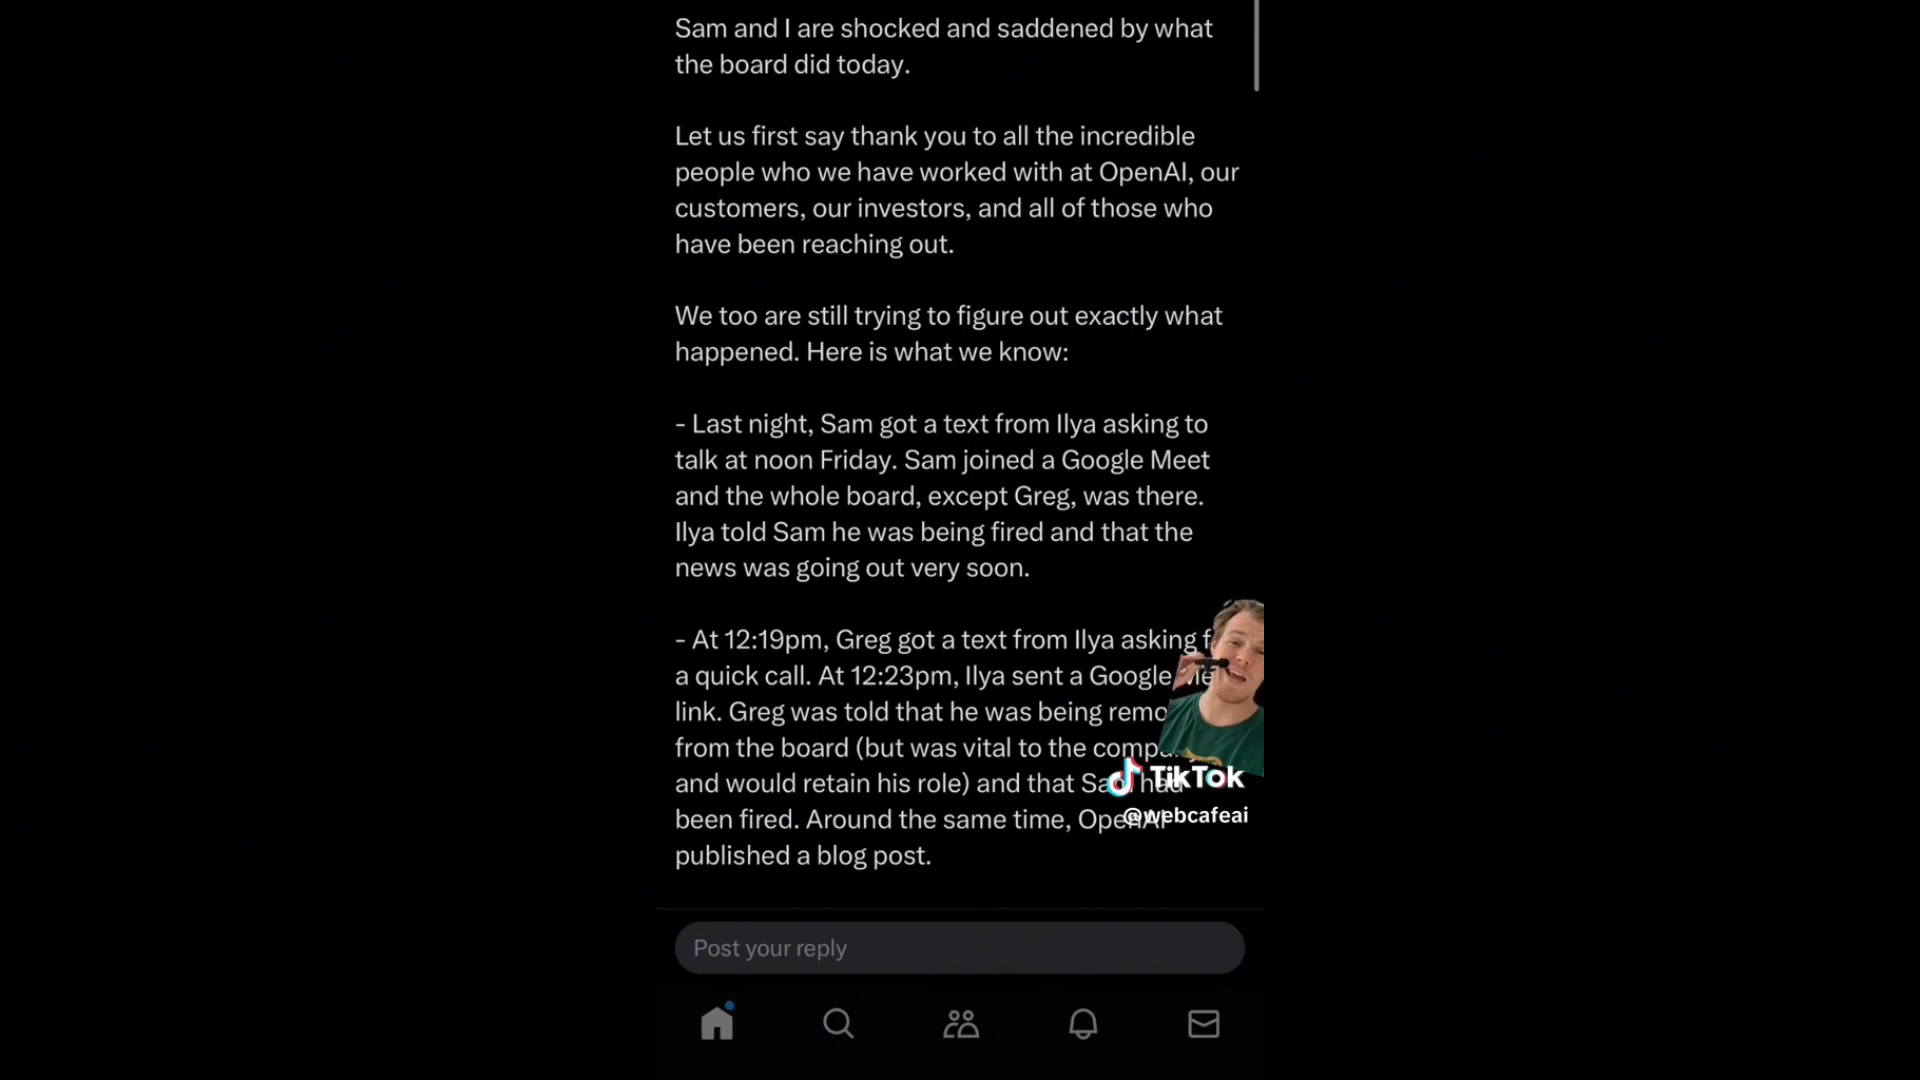 Sam and I are shocked and saddened by what
the board did today.
Let us first say thank you to all the incredible
people who we have worked with at OpenAI, our
customers, our investors, and all of those who
have been reaching out.
We too are still trying to figure out exactly what
happened. Here is what we know:
- Last night, Sam got a text from Ilya asking to
talk at noon Friday. Sam joined a Google Meet
and the whole board, except Greg, was there.
Ilya told Sam he was being fired and that the
news was going out very soon.
- At 12:19pm, Greg got a text from Ilya asking
a quick call. At 12:23pm, Ilya sent a Google
link. Greg was told that he was being
from the board (but was vital to the
and would retain his role) and that had
been fired. Around the same time, OpenAI
published a blog post.
TikTok
@webcafeai
Post your reply